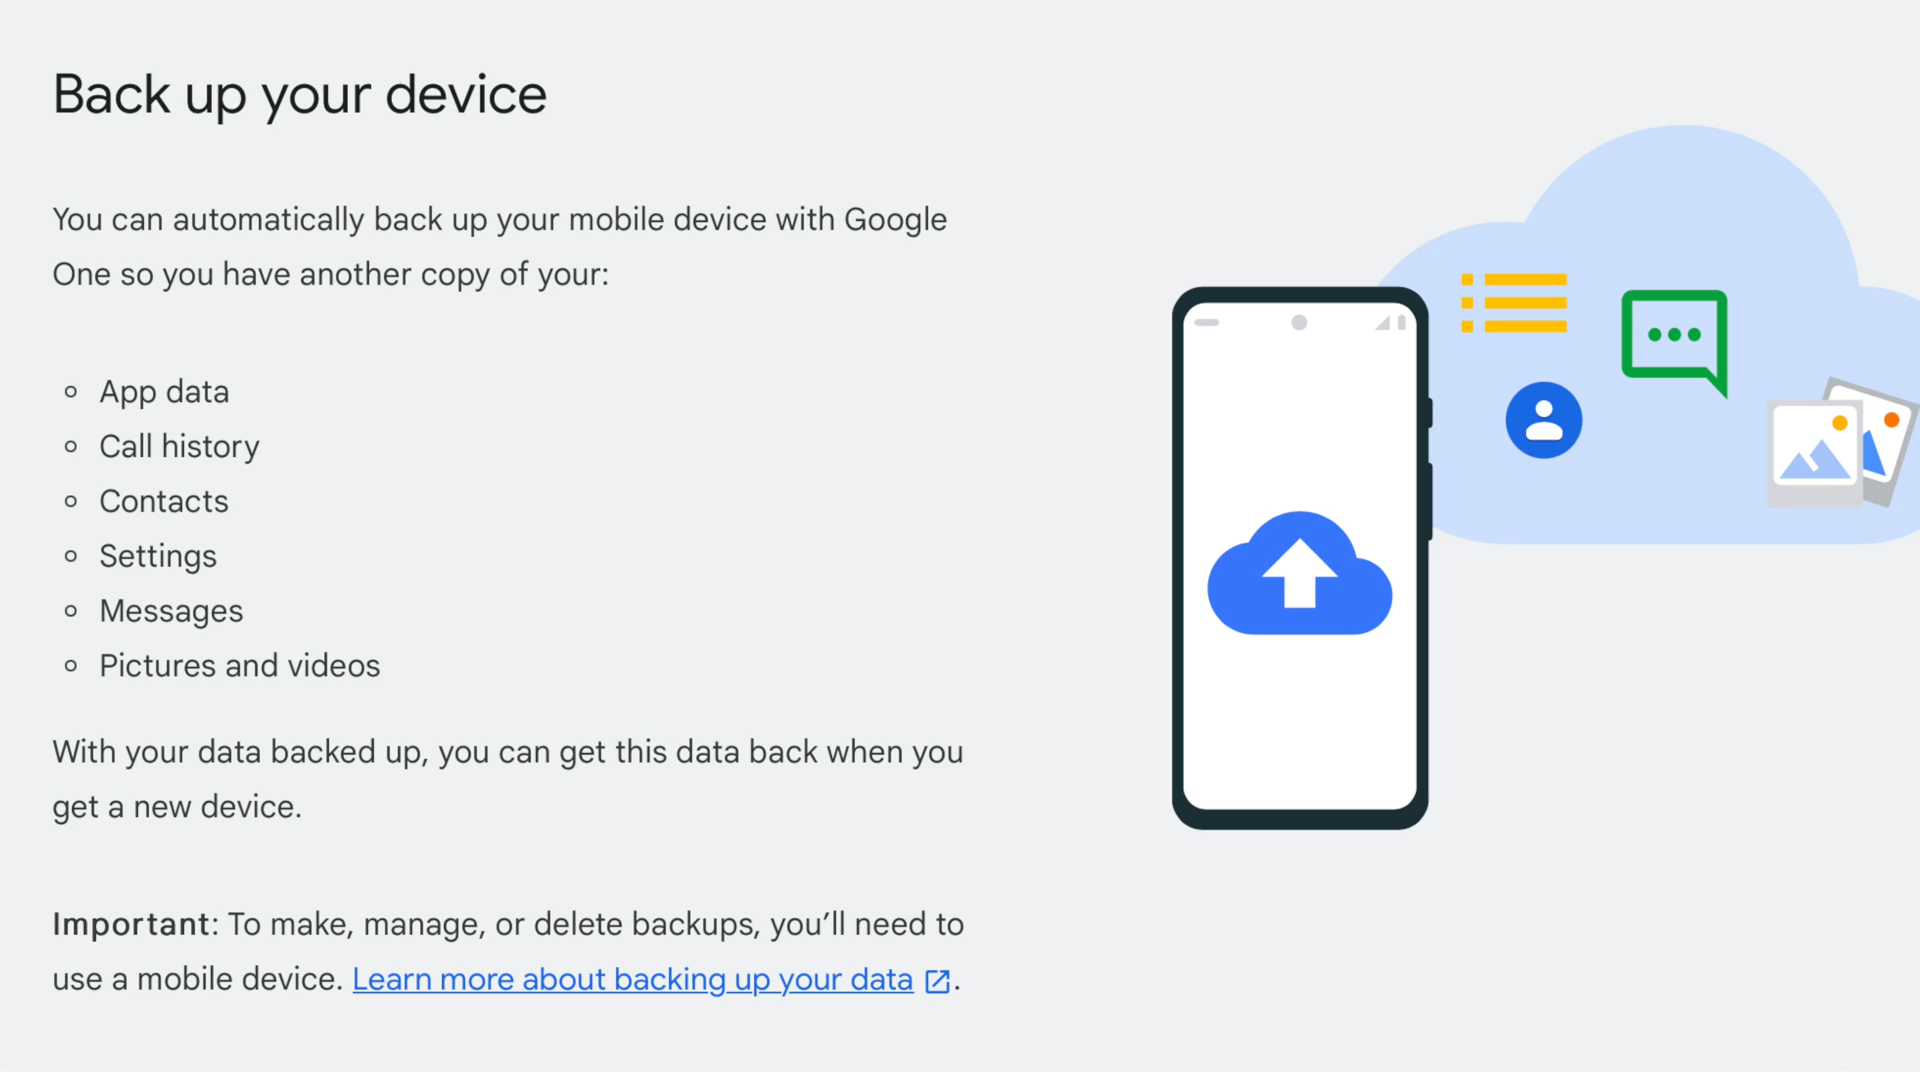 Back up your device
You can automatically back up your mobile device with Google
One so you have another copy of your:
App data
Call history
Contacts
Settings
Messages
Pictures and videos
With your data backed up, you can get this data back when you
get a new device.
Important: To make, manage, or delete backups, you’ll need to
use a mobile device. Learn more about backing up your data.